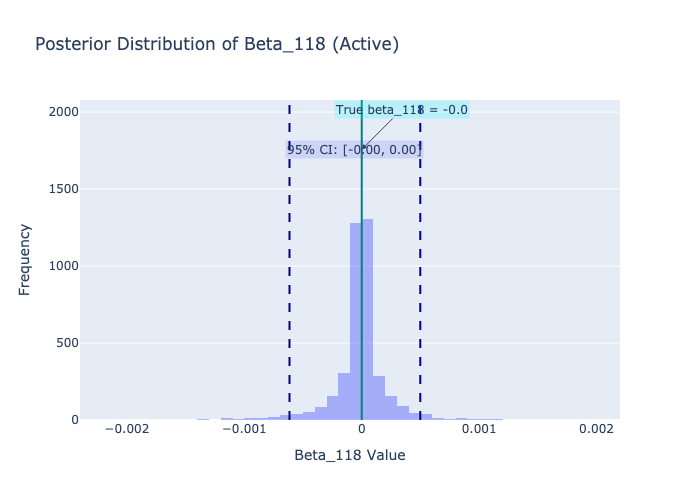 Posterior Distribution of Beta_118 (Active)
True beta_118 = -0.0
95% CI: [-0.00, 0.00]
2000
1500
1000
500
0
Frequency
−0.002
−0.001
0
0.001
0.002
Beta_118 Value